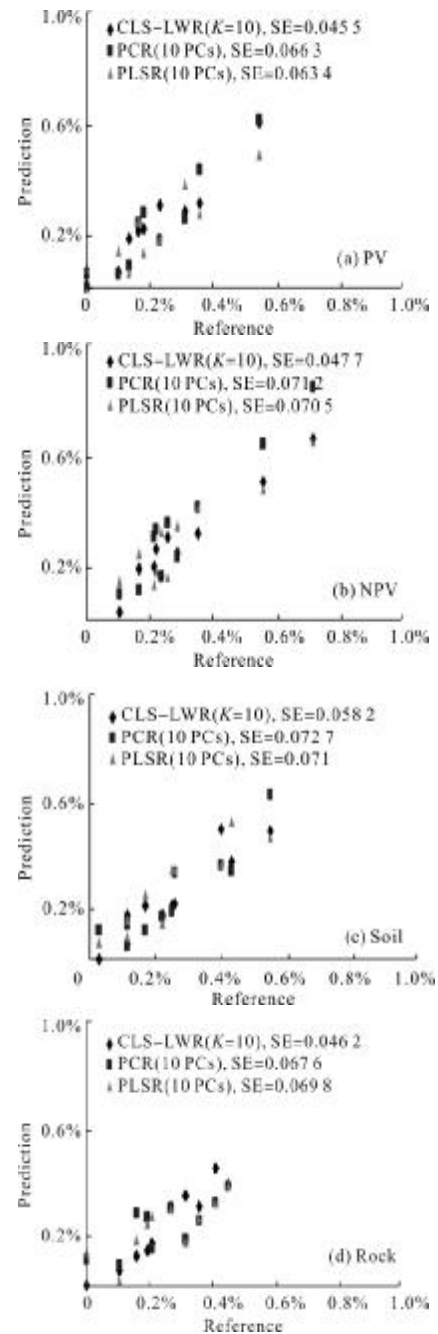 1.0%
CLS-LWR(K=10), SE=0.045 5
PCR(10 PCs), SE=0.066 3
PLSR(10 PCs), SE=0.063 4
0.6%
Prediction
0.2%
(a) PV
0 0.2% 0.4% 0.6% 0.8% 1.0%
Reference
1.0%
CLS-LWR(K=10), SE=0.047 7
PCR(10 PCs), SE=0.071 2
PLSR(10 PCs), SE=0.070 5
0.6%
Prediction
0.2%
(b) NPV
0 0.2% 0.4% 0.6% 0.8% 1.0%
Reference
1.0%
CLS-LWR(K=10), SE=0.058 2
PCR(10 PCs), SE=0.072 7
PLSR(10 PCs), SE=0.071
0.6%
Prediction
0.2%
(c) Soil
0 0.2% 0.4% 0.6% 0.8% 1.0%
Reference
1.0%
CLS-LWR(K=10), SE=0.046 2
PCR(10 PCs), SE=0.067 6
PLSR(10 PCs), SE=0.069 8
0.6%
Prediction
0.2%
(d) Rock
0 0.2% 0.4% 0.6% 0.8% 1.0%
Reference